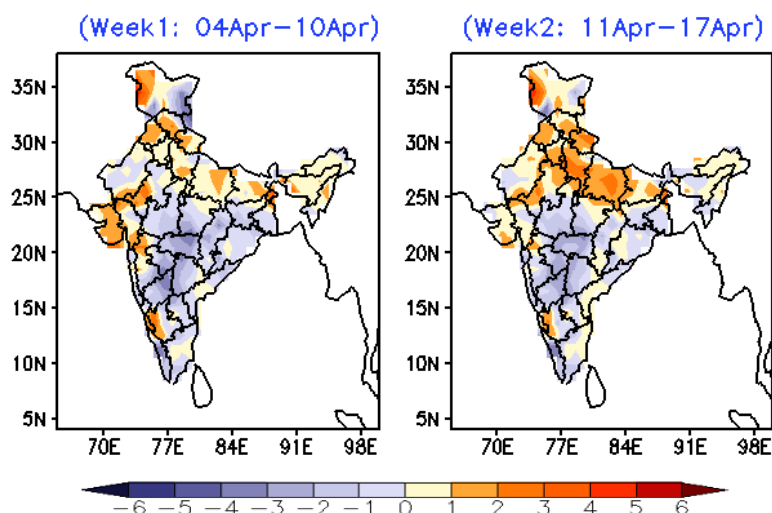 (Week1: 04Apr−10Apr) (Week2: 11Apr−17Apr)
35N 35N
30N 30N
25N 25N
20N 20N
15N 15N
10N 10N
5N 5N
70E 77E 84E 91E 98E 70E 77E 84E 91E 98E
−6 −5 −4 −3 −2 −1 0 1 2 3 4 5 6